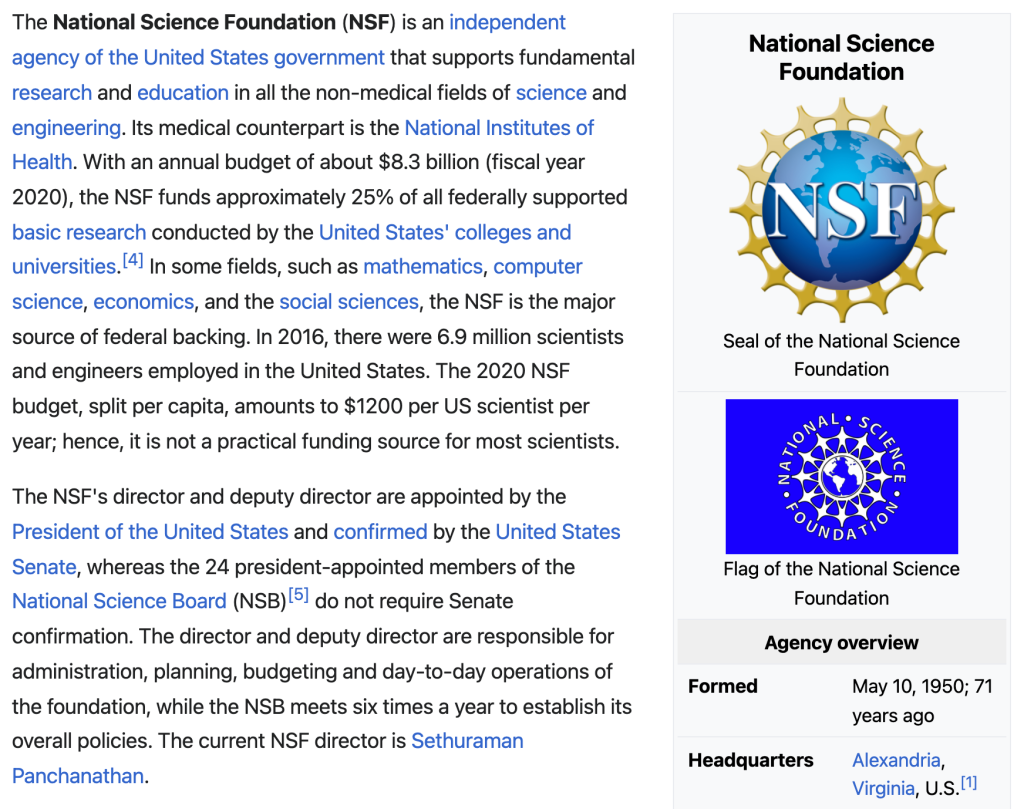 The National Science Foundation (NSF) is an independent
agency of the United States government that supports fundamental
research and education in all the non-medical fields of science and
engineering. Its medical counterpart is the National Institutes of
Health. With an annual budget of about $8.3 billion (fiscal year
2020), the NSF funds approximately 25% of all federally supported
basic research conducted by the United States' colleges and
universities.[4] In some fields, such as mathematics, computer
science, economics, and the social sciences, the NSF is the major
source of federal backing. In 2016, there were 6.9 million scientists
and engineers employed in the United States. The 2020 NSF
budget, split per capita, amounts to $1200 per US scientist per
year; hence, it is not a practical funding source for most scientists.
The NSF's director and deputy director are appointed by the
President of the United States and confirmed by the United States
Senate, whereas the 24 president-appointed members of the
National Science Board (NSB)[5] do not require Senate
confirmation. The director and deputy director are responsible for
administration, planning, budgeting and day-to-day operations of
the foundation, while the NSB meets six times a year to establish its
overall policies. The current NSF director is Sethuraman
Panchanathan.
National Science
Foundation
NSF
Seal of the National Science
Foundation
NATIONAL • SCIENCE
• FOUNDATION •
Flag of the National Science
Foundation
Agency overview
Formed May 10, 1950; 71
years ago
Headquarters Alexandria,
Virginia, U.S.[1]